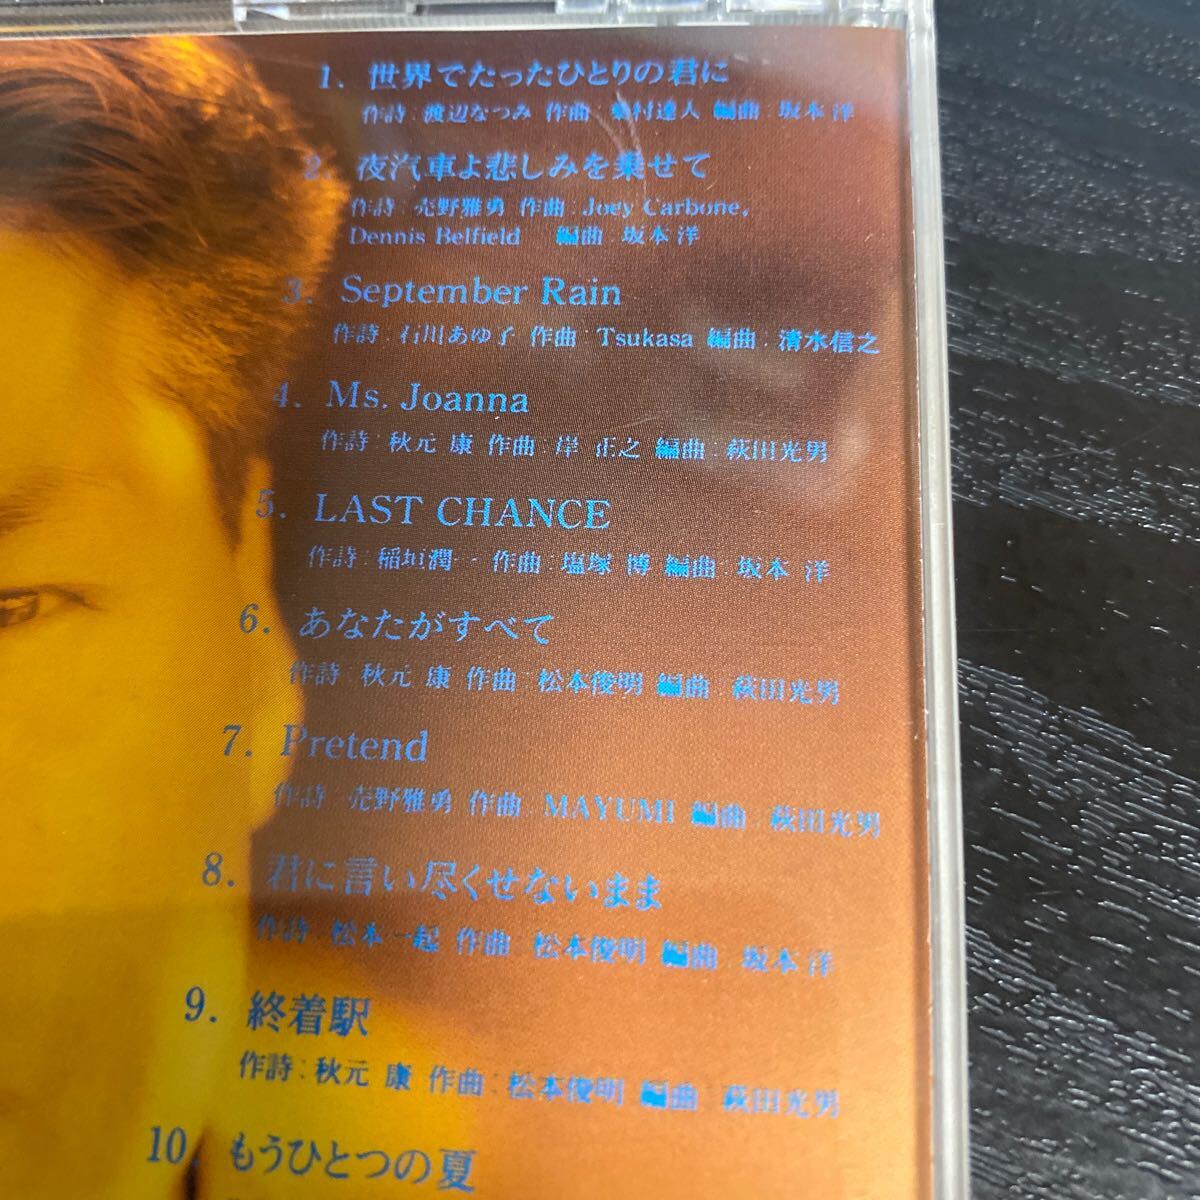 1. 世界でたったひとりの君に
作詩:渡辺なつみ 作曲 村達人 編曲:坂本 洋
2. 夜汽車よ悲しみを乗せて
作詩:売野雅勇 作曲:Joey Carbone,
Dennis Belfield 編曲:坂本 洋
3. September Rain
作詩:石川あゆ子 作曲:Tsukasa 編曲:清水信之
4. Ms. Joanna
作詩:秋元 康 作曲:岸 正之 編曲:萩田光男
5. LAST CHANCE
作詩:稲垣潤一 作曲:塩塚 博 編曲:坂本 洋
6. あなたがすべて
作詩:秋元 康 作曲:松本俊明 編曲:萩田光男
7. Pretend
作詩:売野雅勇 作曲:MAYUMI 編曲:萩田光男
8. 君に言い尽くせないまま
作詩:松本一起 作曲:松本俊明 編曲:坂本 洋
9. 終着駅
作詩:秋元 康 作曲:松本俊明 編曲:萩田光男
10. もうひとつの夏